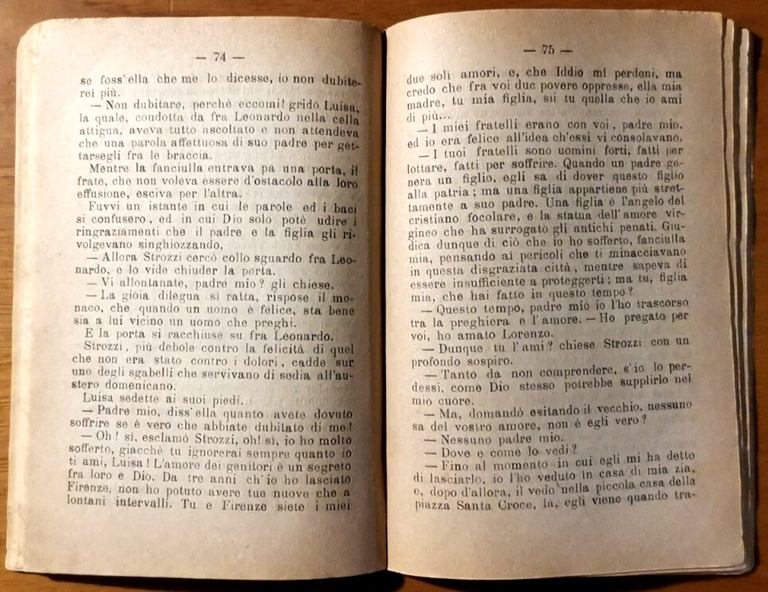 — 74 —
se foss'ella che me lo dicesse, io non dubite-
rei più.
— Non dubitare, perchè eccomi! gridò Luisa,
la quale, condotta da fra Leonardo nella cella
attigua, aveva tutto ascoltato e non attendeva
che una parola affettuosa di suo padre per get-
tarsegli fra le braccia.
Mentre la fanciulla entrava pa una porta, il
frate, che non voleva essere d'ostacolo alla loro
effusione, esciva per l'altra.
Fuvvi un istante in cui le parole ed i baci
si confusero, ed in cui Dio solo potè udire i
ringraziamenti che il padre e la figlia gli ri-
volgevano singhiozzando,
— Allora Strozzi cercò collo sguardo fra Leo-
nardo, e lo vide chiuder la porta.
— Vi allontanate, padre mio? gli chiese.
— La gioia dilegua sì ratta, rispose il mo-
naco, che quando un uomo è felice, sta bene
sia a lui vicino un uomo che preghi.
E la porta si racchiuse su fra Leonardo.
Strozzi, più debole contro la felicità di quel
che non era stato contro i dolori, cadde sur
uno degli sgabelli che servivano di sedia all'au-
stero domenicano.
Luisa sedette ai suoi piedi.
— Padre mio, diss'ella quanto avete dovuto
soffrire se è vero che abbiate dubitato di me!
— Oh! sì, esclamò Strozzi, oh! sì, io ho molto
sofferto, giacchè tu ignorerai sempre quanto io
ti ami, Luisa! L'amore dei genitori è un segreto
fra loro e Dio. Da tre anni ch'io ho lasciato
Firenze, non ho potuto avere tue nuove che a
lontani intervalli. Tu e Firenze siete i miei
— 75 —
due soli amori, e, che Iddio mi perdoni, ma
credo che fra voi due povere oppresse, ella mia
madre, tu mia figlia, sii tu quella che io ami
di più...
— I miei fratelli erano con voi, padre mio.
ed io era felice all'idea ch'essi vi consolavano.
— I tuoi fratelli sono uomini forti, fatti per
lottare, fatti per soffrire. Quando un padre ge-
nera un figlio, egli sa di dover questo figlio
alla patria; ma una figlia appartiene più stret-
tamente a suo padre. Una figlia è l'angelo del
cristiano focolare, e la statua dell'amore vir-
gineo che ha surrogato gli antichi penati. Giu-
dica dunque di ciò che io ho sofferto, fanciulla
mia, pensando ai pericoli che ti minacciavano
in questa disgraziata città, mentre sapeva di
essere insufficiente a proteggerti; ma tu, figlia
mia, che hai fatto in questo tempo?
— Questo tempo, padre mio io l'ho trascorso
tra la preghiera e l'amore. — Ho pregato per
voi, ho amato Lorenzo.
— Dunque tu l'ami? chiese Strozzi con un
profondo sospiro.
— Tanto da non comprendere, s'io lo per-
dessi, come Dio stesso potrebbe supplirlo nel
mio cuore.
— Ma, domandò esitando il vecchio, nessuno
sa del vostro amore, non è egli vero?
— Nessuno padre mio.
— Dove e come lo vedi?
— Fino al momento in cui egli mi ha detto
di lasciarlo, io l'ho veduto in casa di mia zia,
e, dopo d'allora, il vedo nella piccola casa della
piazza Santa Croce, là, egli viene quando tra-